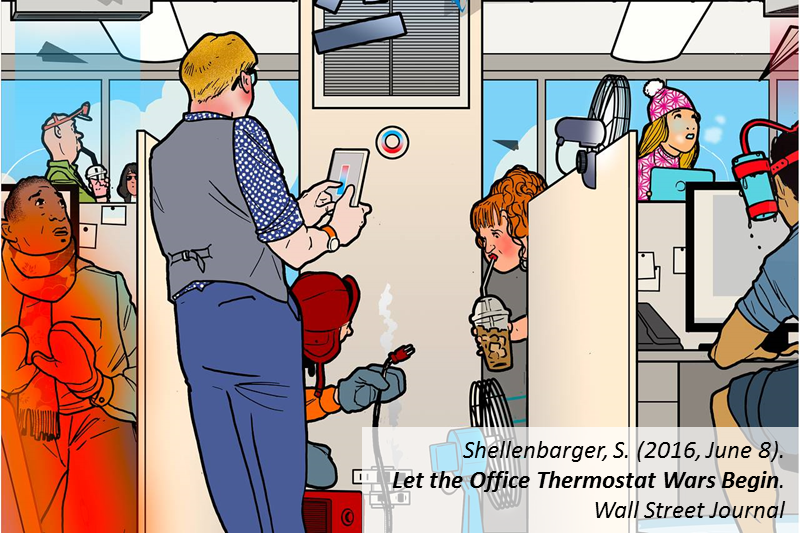 Shellenbarger, S. (2016, June 8).
Let the Office Thermostat Wars Begin.
Wall Street Journal